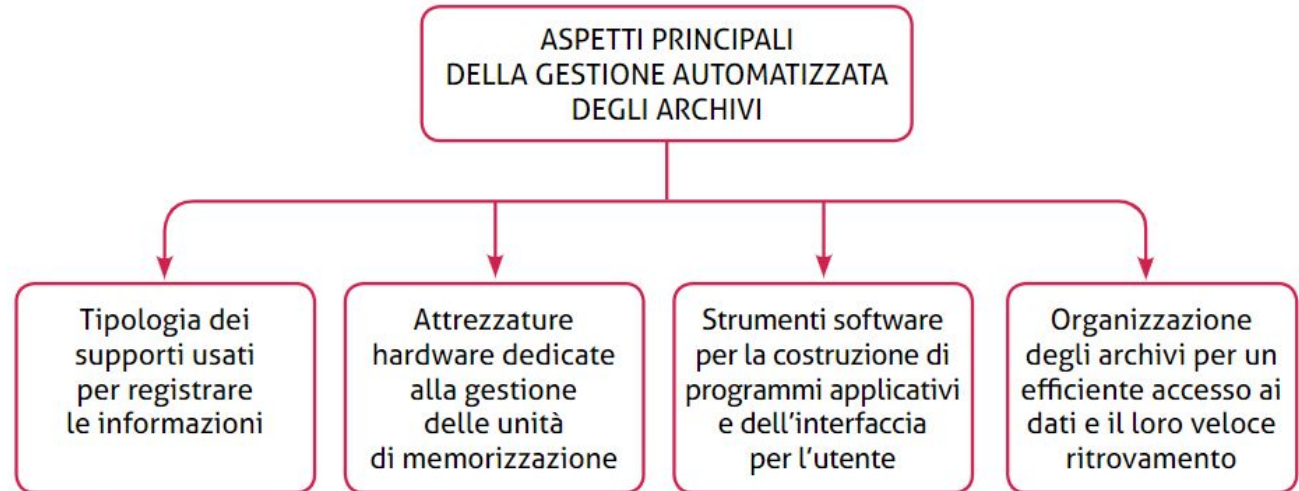 ASPETTI PRINCIPALI
DELLA GESTIONE AUTOMATIZZATA
DEGLI ARCHIVI
Tipologia dei
supporti usati
per registrare
le informazioni
Attrezzature
hardware dedicate
alla gestione
delle unità
di memorizzazione
Strumenti software
per la costruzione di
programmi applicativi
e dell’interfaccia
per l’utente
Organizzazione
degli archivi per un
efficiente accesso ai
dati e il loro veloce
ritrovamento